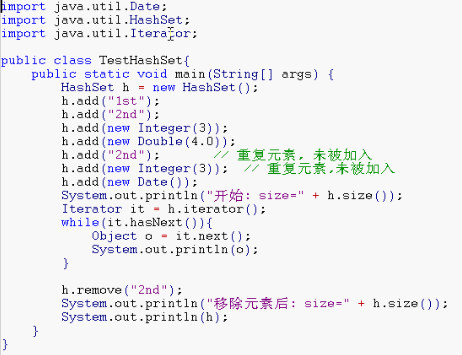 import java.util.Date;
import java.util.HashSet;
import java.util.Iterator;
public class TestHashSet{
public static void main(String[] args) {
HashSet h = new HashSet();
h.add("1st");
h.add("2nd");
h.add(new Integer(3));
h.add(new Double(4.0));
h.add("2nd"); // 重复元素, 未被加入
h.add(new Integer(3)); // 重复元素,未被加入
h.add(new Date());
System.out.println("开始: size=" + h.size());
Iterator it = h.iterator();
while(it.hasNext()){
Object o = it.next();
System.out.println(o);
}
h.remove("2nd");
System.out.println("移除元素后: size=" + h.size());
System.out.println(h);
}
}